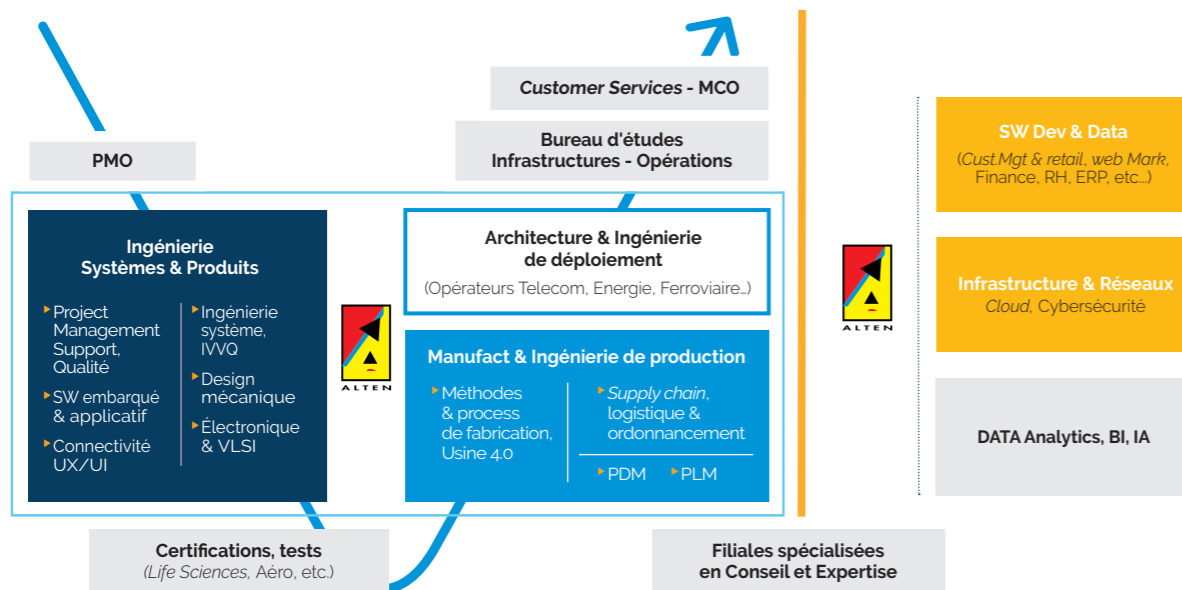 PMO
Customer Services - MCO
Bureau d'études
Infrastructures - Opérations
Ingénierie
Systèmes & Produits
Project
Management
Support,
Qualité
SW embarqué
& applicatif
Connectivité
UX/UI
Ingénierie
système,
IVVQ
Design
mécanique
Électronique
& VLSI
ALTEN
Architecture & Ingénierie
de déploiement
(Opérateurs Telecom, Energie, Ferroviaire...)
Manufact & Ingénierie de production
Méthodes
& process
de fabrication,
Usine 4.0
Supply chain,
logistique &
ordonnancement
PDM
PLM
Certifications, tests
(Life Sciences, Aéro, etc.)
Filiales spécialisées
en Conseil et Expertise
ALTEN
SW Dev & Data
(Cust.Mgt & retail, web Mark,
Finance, RH, ERP, etc...)
Infrastructure & Réseaux
Cloud, Cybersécurité
DATA Analytics, BI, IA